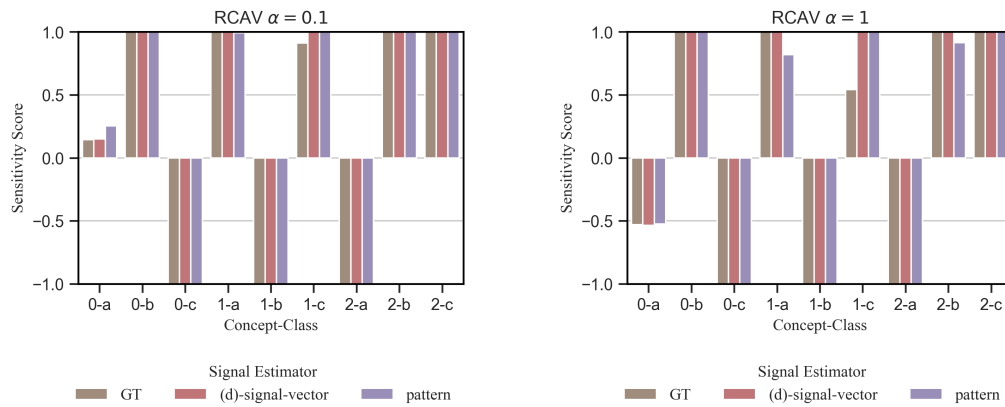 RCAV α = 0.1
1.0
0.5
0.0
−0.5
−1.0
Sensitivity Score
0-a 0-b 0-c 1-a 1-b 1-c 2-a 2-b 2-c
Concept-Class
Signal Estimator
GT (d)-signal-vector pattern
RCAV α = 1
1.0
0.5
0.0
−0.5
−1.0
Sensitivity Score
0-a 0-b 0-c 1-a 1-b 1-c 2-a 2-b 2-c
Concept-Class
Signal Estimator
GT (d)-signal-vector pattern